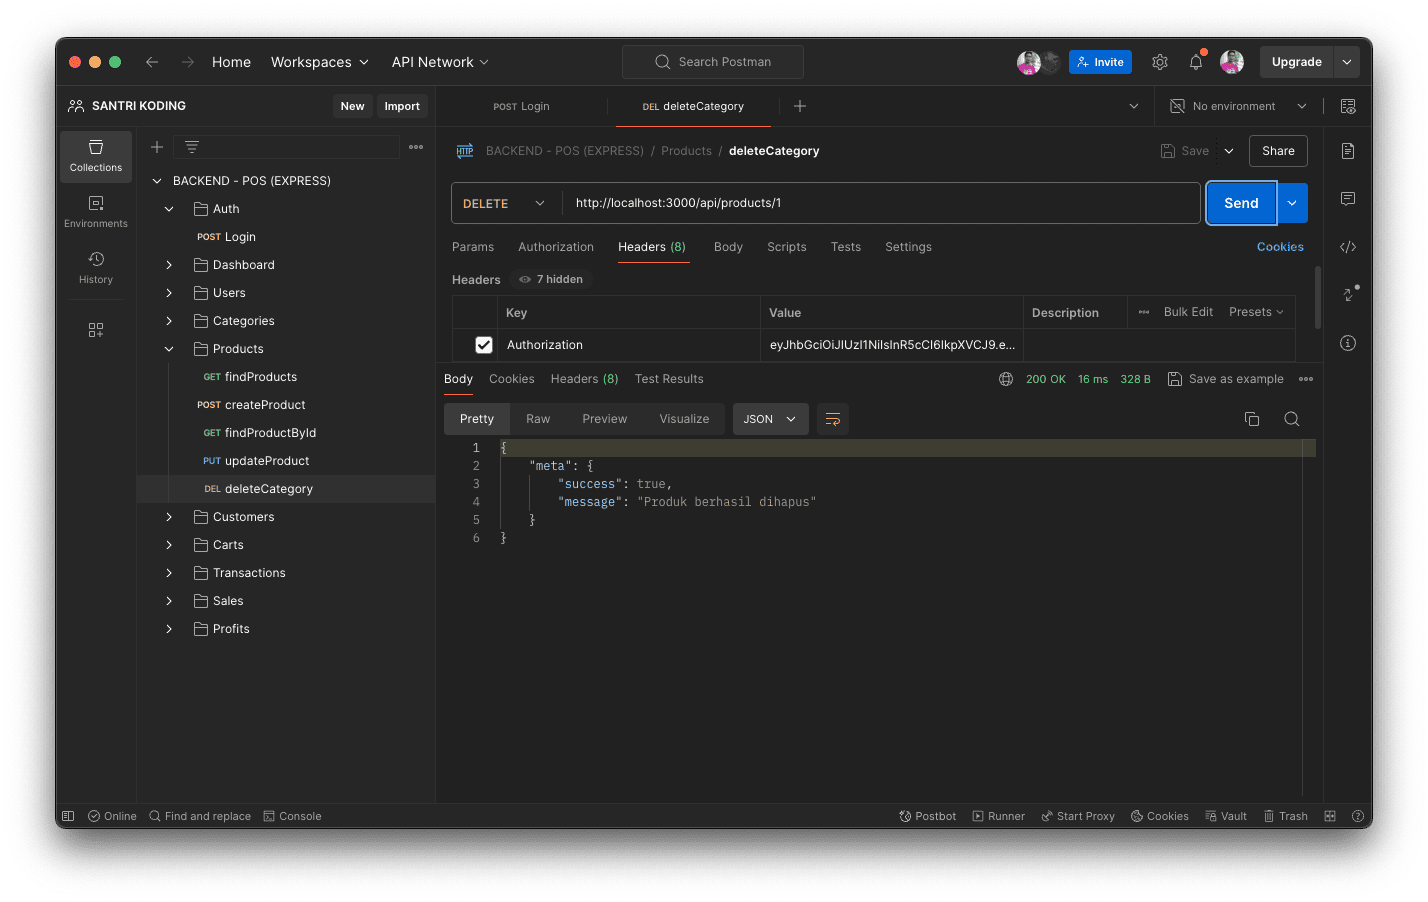 Home Workspaces API Network Search Postman Invite Upgrade
SANTRI KODING New Import
POST Login DEL deleteCategory No environment
Collections
Environments
History
BACKEND - POS (EXPRESS)
Auth
POST Login
Dashboard
Users
Categories
Products
GET findProducts
POST createProduct
GET findProductById
PUT updateProduct
DEL deleteCategory
Customers
Carts
Transactions
Sales
Profits
HTTP BACKEND - POS (EXPRESS) / Products / deleteCategory Save Share
DELETE http://localhost:3000/api/products/1 Send
Params Authorization Headers (8) Body Scripts Tests Settings Cookies
Headers 7 hidden
Key Value Description Bulk Edit Presets
Authorization eyJhbGciOiJIUzI1NiIsInR5cCI6IkpXVCJ9.e...
Body Cookies Headers (8) Test Results 200 OK 16 ms 328 B Save as example
Pretty Raw Preview Visualize JSON
1 {
2 "meta": {
3 "success": true,
4 "message": "Produk berhasil dihapus"
5 }
6 }
Online Find and replace Console Postbot Runner Start Proxy Cookies Vault Trash